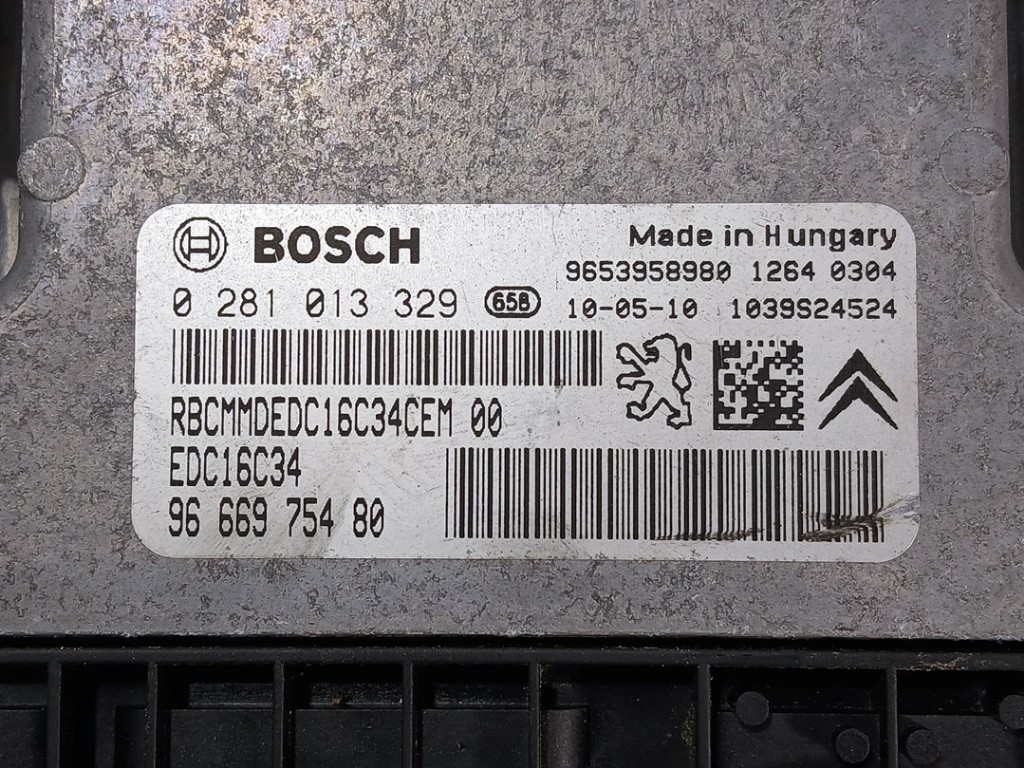 BOSCH
Made in Hungary
9653958980 1264 0304
0 281 013 329 65B 10-05-10 1039S24524
RBCMMDEDC16C34CEM 00
EDC16C34
96 669 754 80